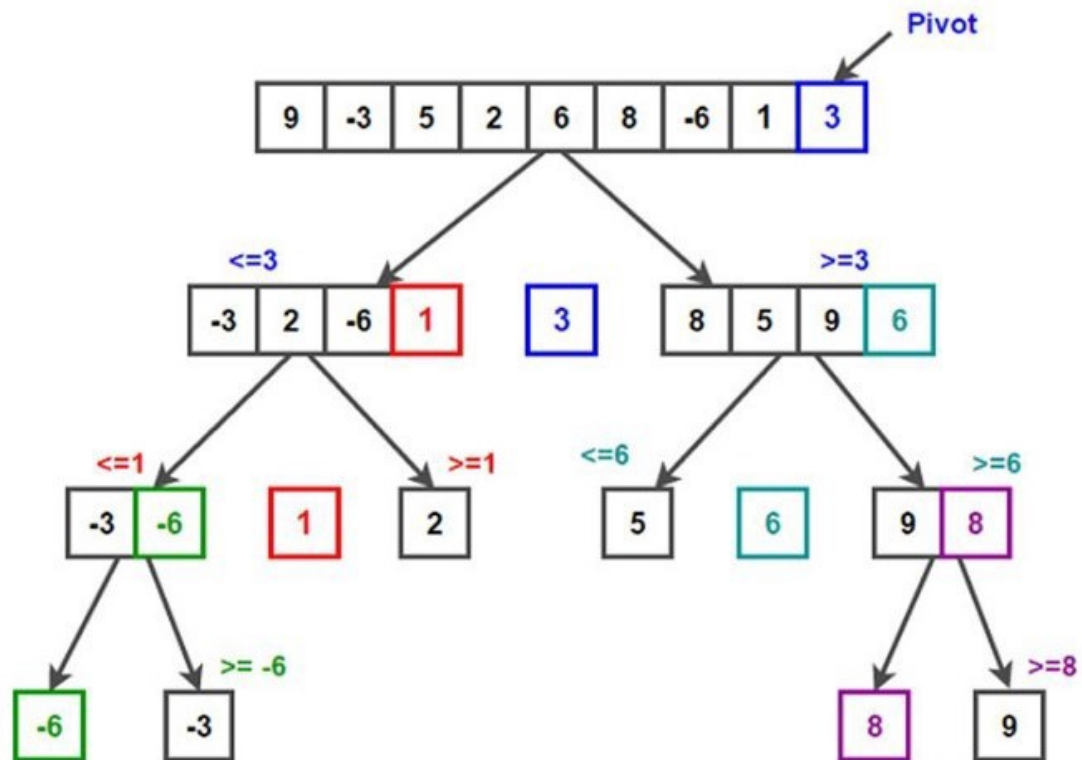 Pivot
9 -3 5 2 6 8 -6 1 3
<=3 >=3
-3 2 -6 1 3 8 5 9 6
<=1 >=1 <=6 >=6
-3 -6 1 2 5 6 9 8
>= -6 >=8
-6 -3 8 9